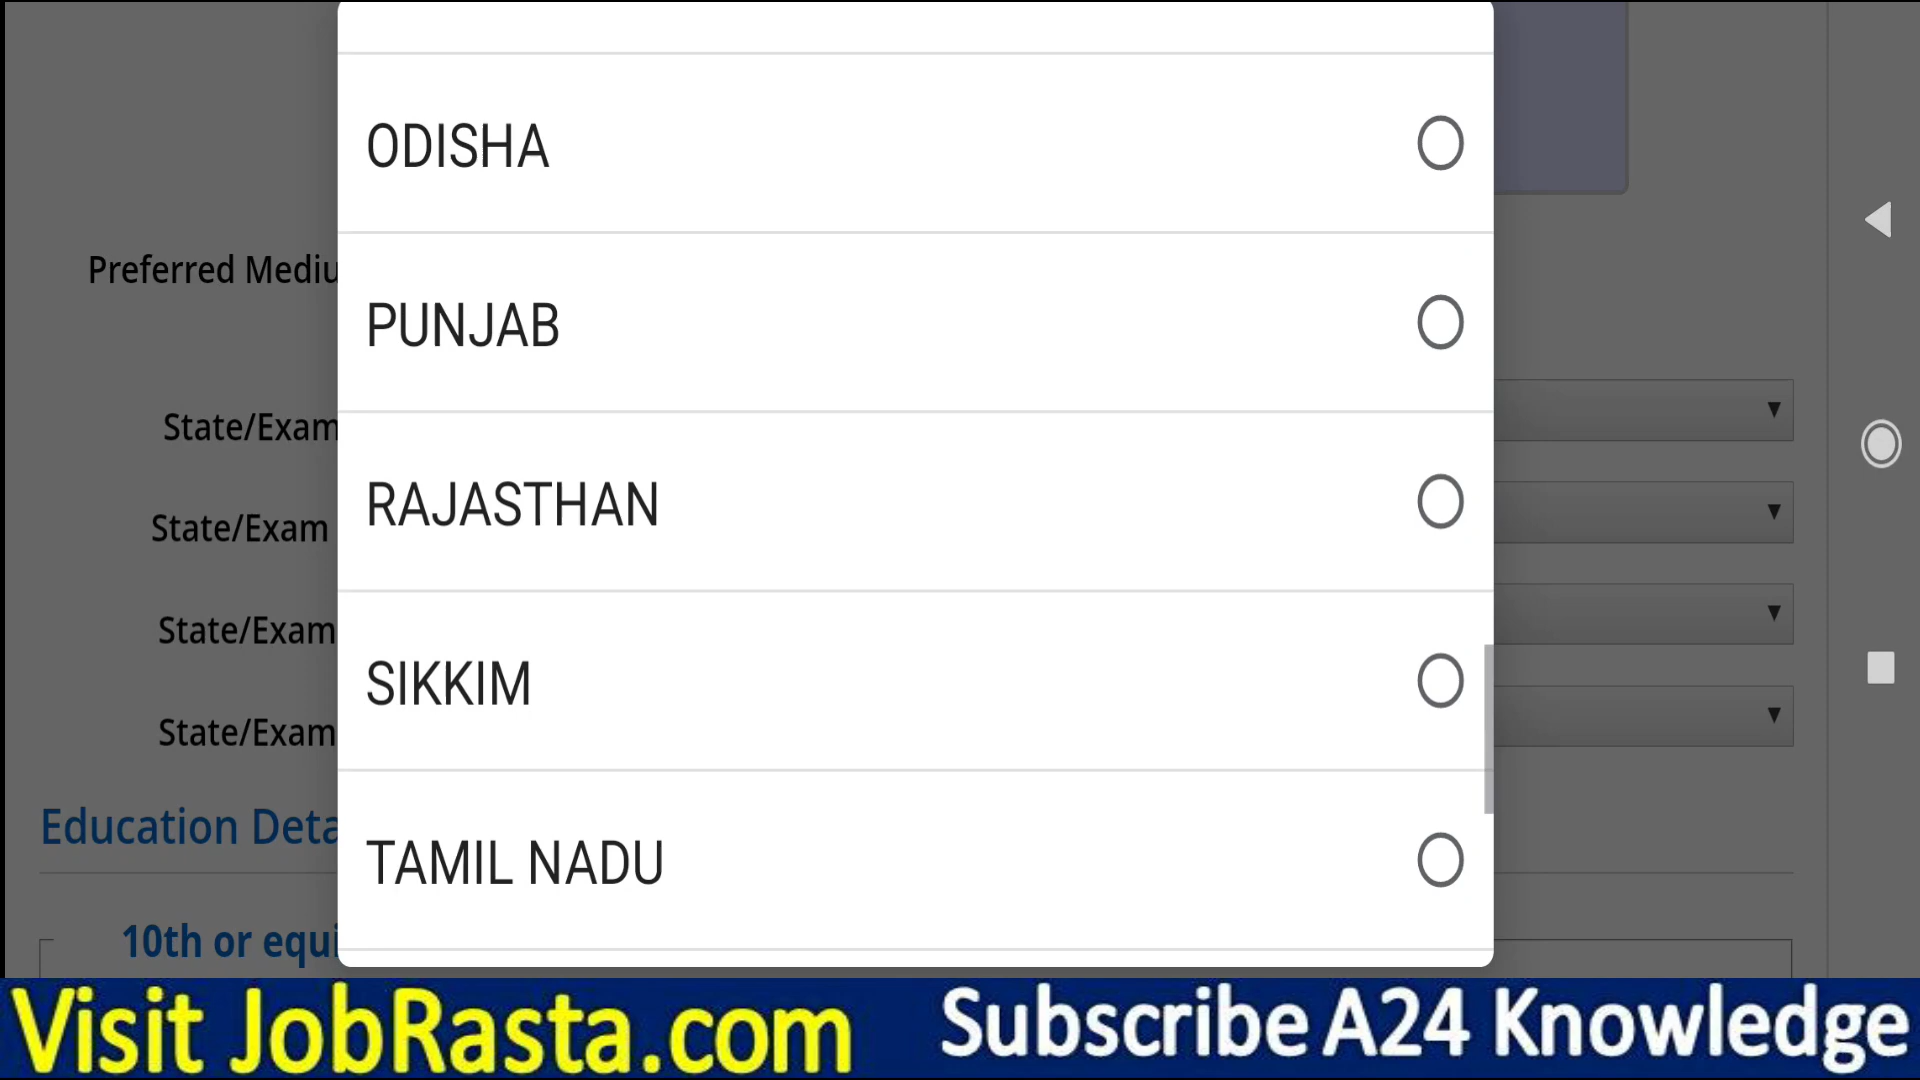 ODISHA
Preferred Mediu
PUNJAB
State/Exam
RAJASTHAN
State/Exam
State/Exam
SIKKIM
State/Exam
Education Deta
TAMIL NADU
10th or equi
Visit JobRasta.com Subscribe A24 Knowledge